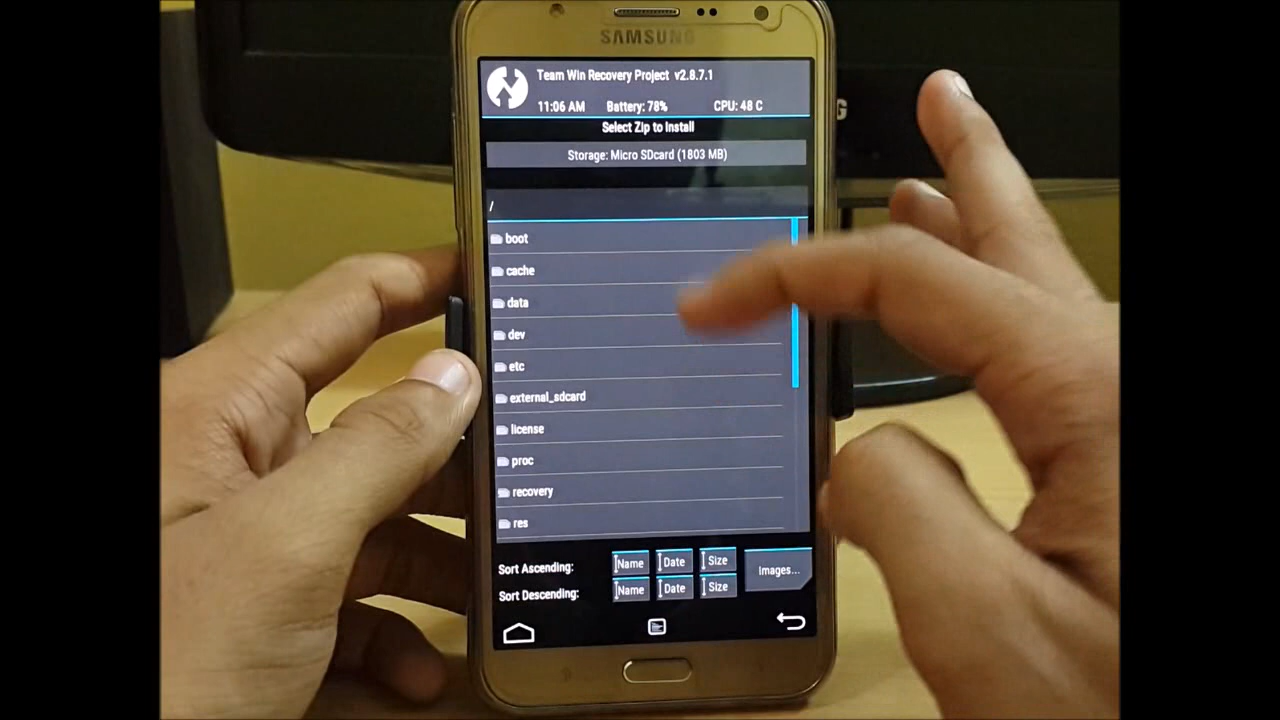 SAMSUNG
Team Win Recovery Project v2.8.7.1
11:06 AM Battery: 78% CPU: 48 C
Select Zip to Install
Storage: Micro SDcard (1803 MB)
/
boot
cache
data
dev
etc
external_sdcard
license
proc
recovery
res
Sort Ascending: Name Date Size
Images...
Sort Descending: Name Date Size
G